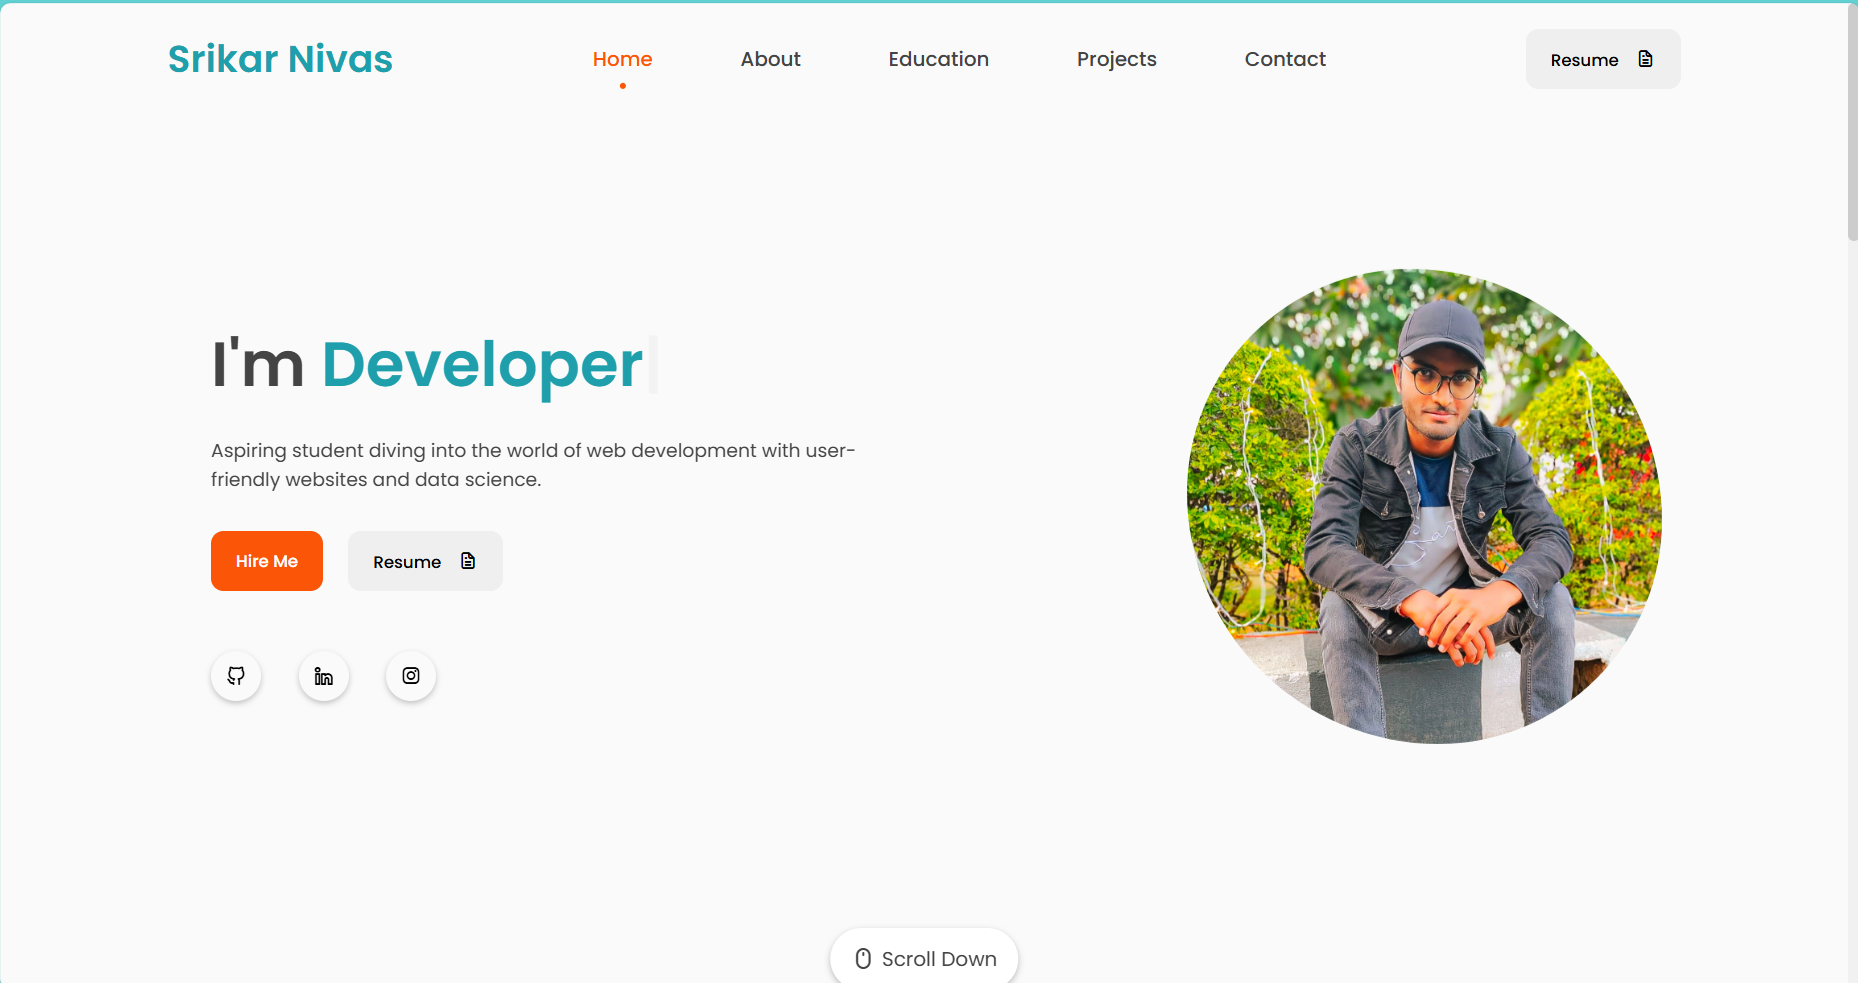 Srikar Nivas
Home
About
Education
Projects
Contact
Resume
I'm Developer
Aspiring student diving into the world of web development with user-
friendly websites and data science.
Hire Me
Resume
Scroll Down